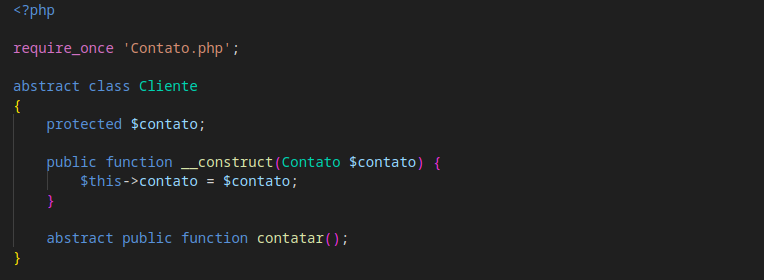 <?php
require_once 'Contato.php';
abstract class Cliente
{
    protected $contato;
    public function __construct(Contato $contato) {
        $this->contato = $contato;
    }
    abstract public function contatar();
}